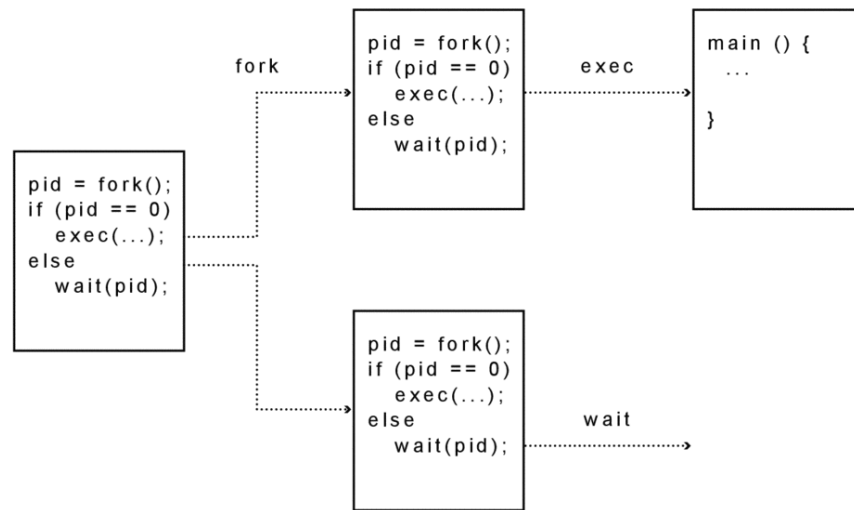 fork
pid = fork();
if (pid == 0)
exec(...);
else
wait(pid);
exec
main () {
...
}
pid = fork();
if (pid == 0)
exec(...);
else
wait(pid);
pid = fork();
if (pid == 0)
exec(...);
else
wait(pid);
wait